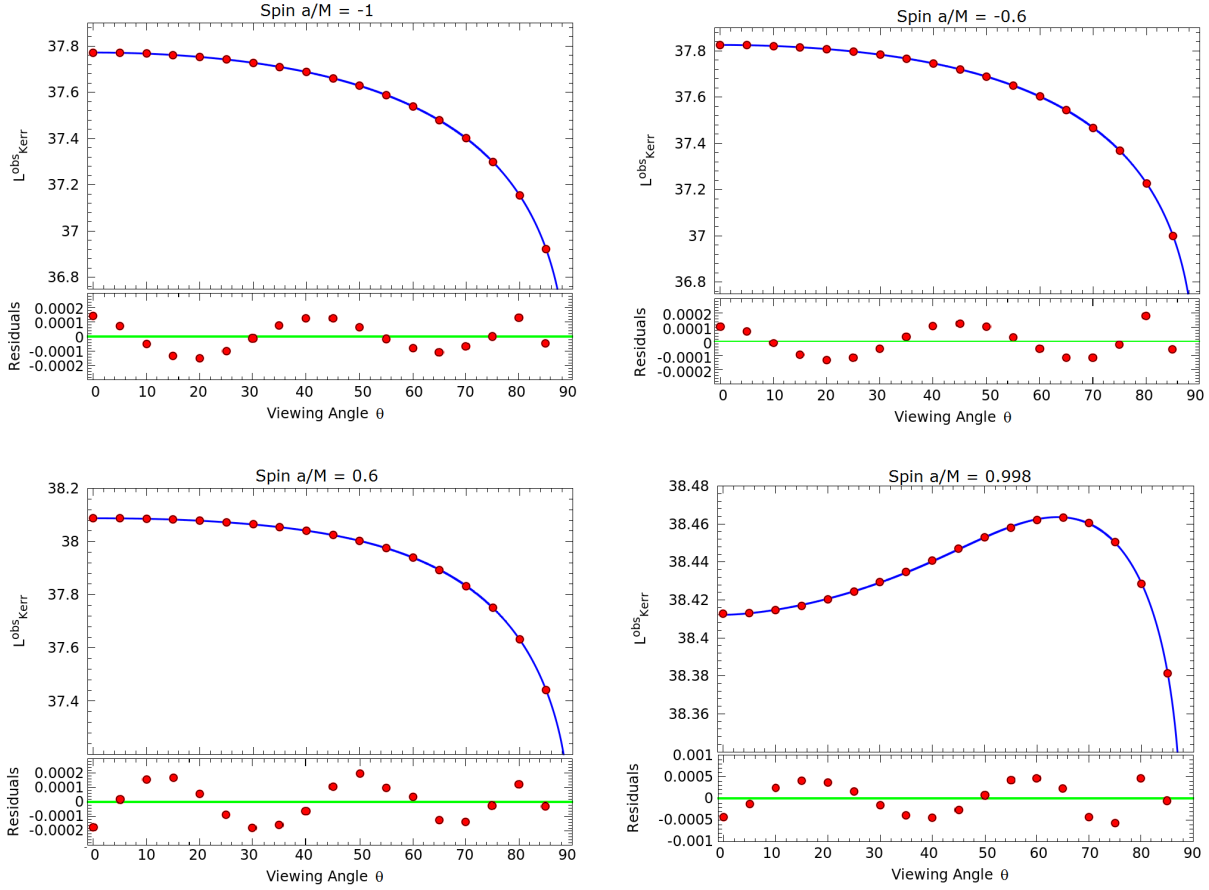 Spin a/M = -1
37.8
37.6
37.4
37.2
37
36.8
L^obs_Kerr
0.0002
0.0001
0
-0.0001
-0.0002
Residuals
0 10 20 30 40 50 60 70 80 90
Viewing Angle θ
Spin a/M = -0.6
37.8
37.6
37.4
37.2
37
36.8
L^obs_Kerr
0.0002
0.0001
0
-0.0001
-0.0002
Residuals
0 10 20 30 40 50 60 70 80 90
Viewing Angle θ
Spin a/M = 0.6
38.2
38
37.8
37.6
37.4
L^obs_Kerr
0.0002
0.0001
0
-0.0001
-0.0002
Residuals
0 10 20 30 40 50 60 70 80 90
Viewing Angle θ
Spin a/M = 0.998
38.48
38.46
38.44
38.42
38.4
38.38
38.36
L^obs_Kerr
0.001
0.0005
0
-0.0005
-0.001
Residuals
0 10 20 30 40 50 60 70 80 90
Viewing Angle θ